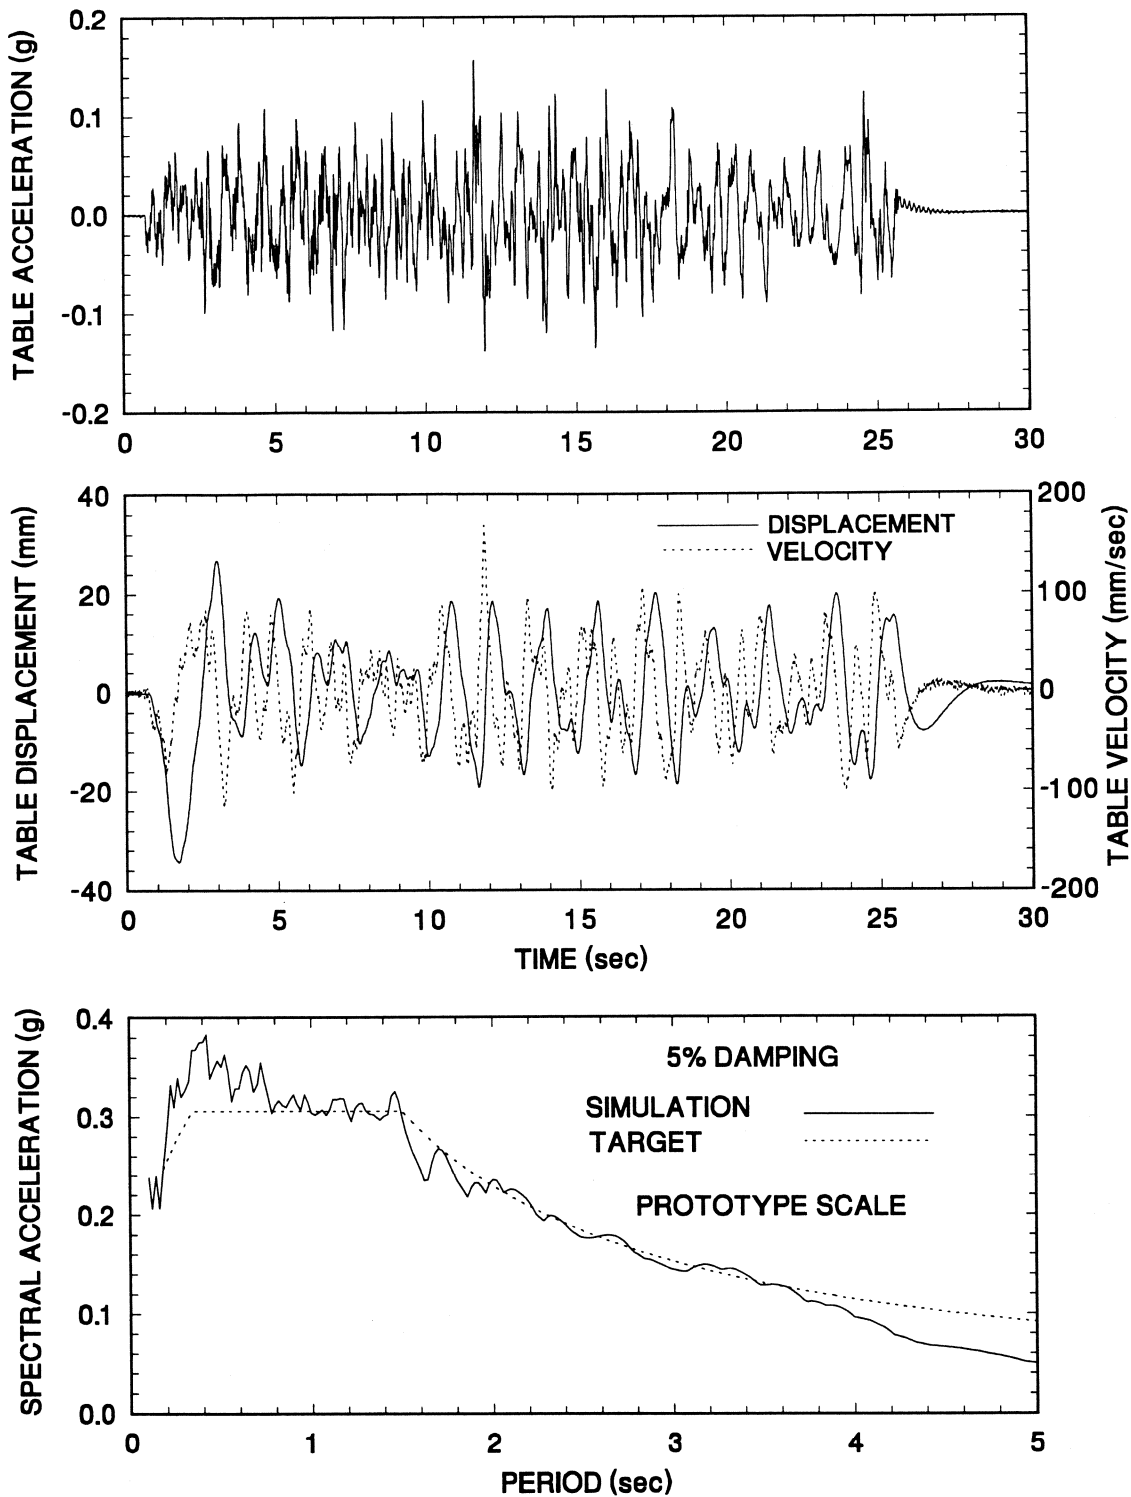 TABLE ACCELERATION (g)
0.2
0.1
0.0
-0.1
-0.2
0 5 10 15 20 25 30
TABLE DISPLACEMENT (mm)
40
20
0
-20
-40
DISPLACEMENT
VELOCITY
200
100
0
-100
-200
TABLE VELOCITY (mm/sec)
0 5 10 15 20 25 30
TIME (sec)
SPECTRAL ACCELERATION (g)
0.4
0.3
0.2
0.1
0.0
5% DAMPING
SIMULATION
TARGET
PROTOTYPE SCALE
0 1 2 3 4 5
PERIOD (sec)